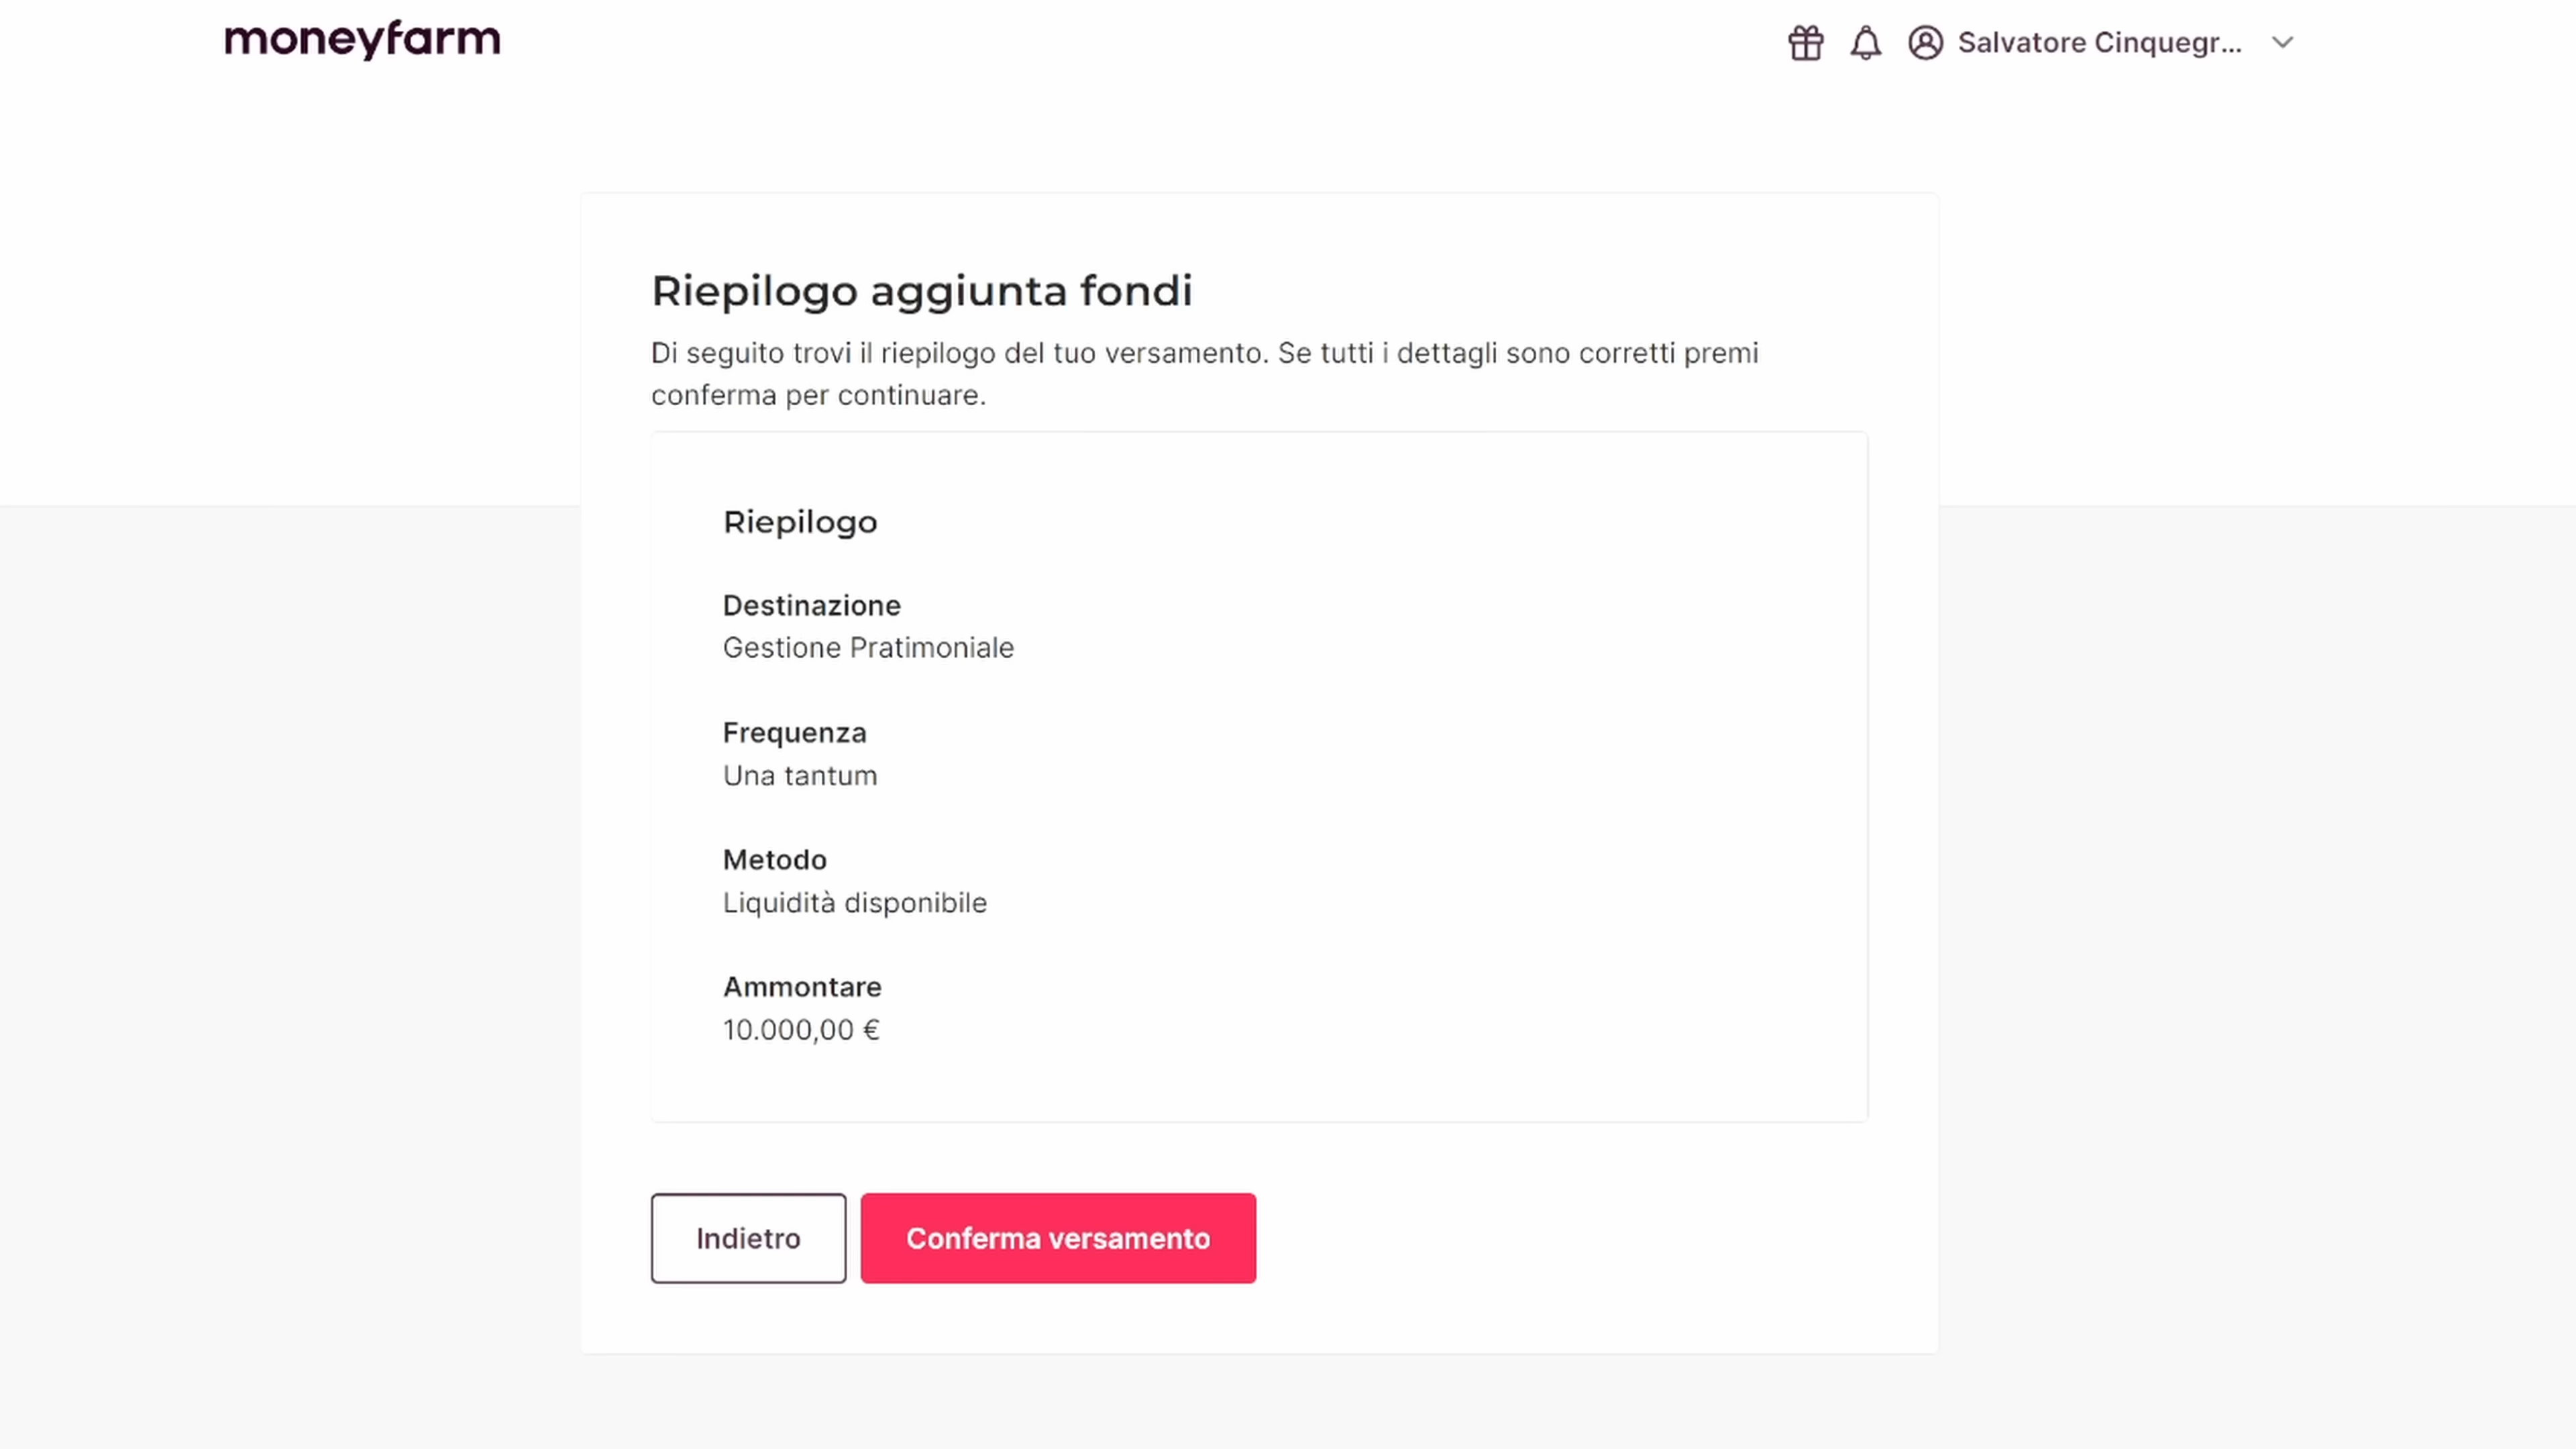 moneyfarm
Salvatore Cinquegr...
Riepilogo aggiunta fondi
Di seguito trovi il riepilogo del tuo versamento. Se tutti i dettagli sono corretti premi
conferma per continuare.
Riepilogo
Destinazione
Gestione Pratimoniale
Frequenza
Una tantum
Metodo
Liquidità disponibile
Ammontare
10.000,00 €
Indietro
Conferma versamento